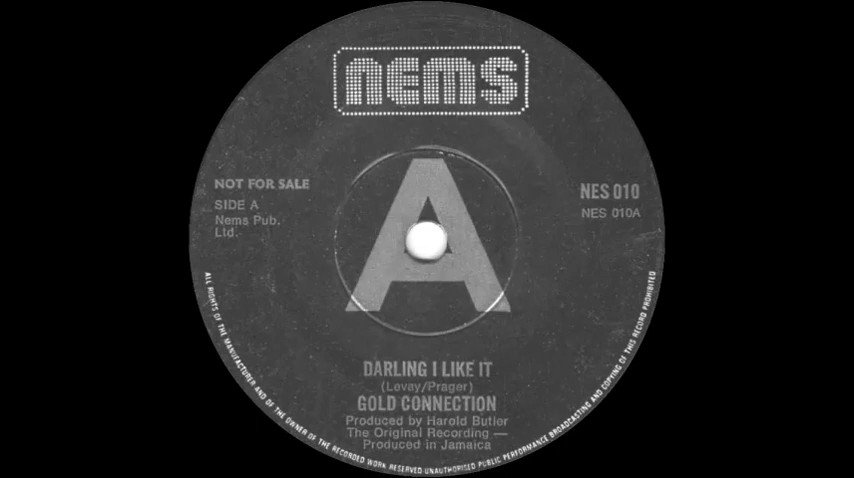 NEMS
A
NOT FOR SALE
SIDE A
Nems Pub.
Ltd.
NES 010
NES 010A
DARLING I LIKE IT
(Levay/Prager)
GOLD CONNECTION
Produced by Harold Butler
The Original Recording —
Produced in Jamaica
ALL RIGHTS OF THE MANUFACTURER AND OF THE OWNER OF THE RECORDED WORK RESERVED UNAUTHORISED PUBLIC PERFORMANCE BROADCASTING AND COPYING OF THIS RECORD PROHIBITED